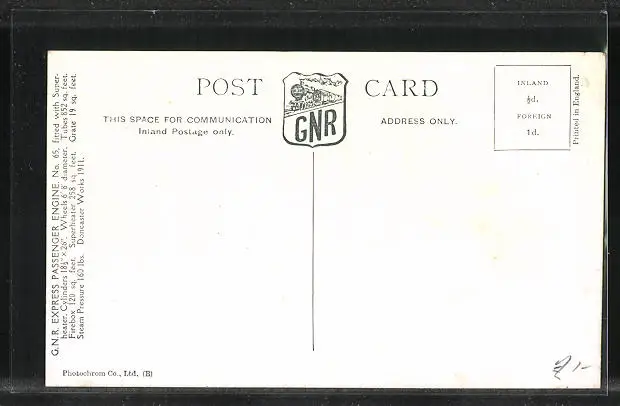 POST CARD
THIS SPACE FOR COMMUNICATION
Inland Postage only.
GNR
ADDRESS ONLY.
INLAND
½d.
FOREIGN
1d.
Printed in England.
G.N.R. EXPRESS PASSENGER ENGINE, No. 65, fitted with Super-
heater. Cylinders 18½" × 26". Wheels 6' 8" diameter. Tubes 852 sq. feet.
Firebox 120 sq. feet. Superheater 258 sq. feet. Grate 19 sq. feet.
Steam Pressure 160 lbs. Doncaster Works 1911.
Photochrom Co., Ltd. (B)